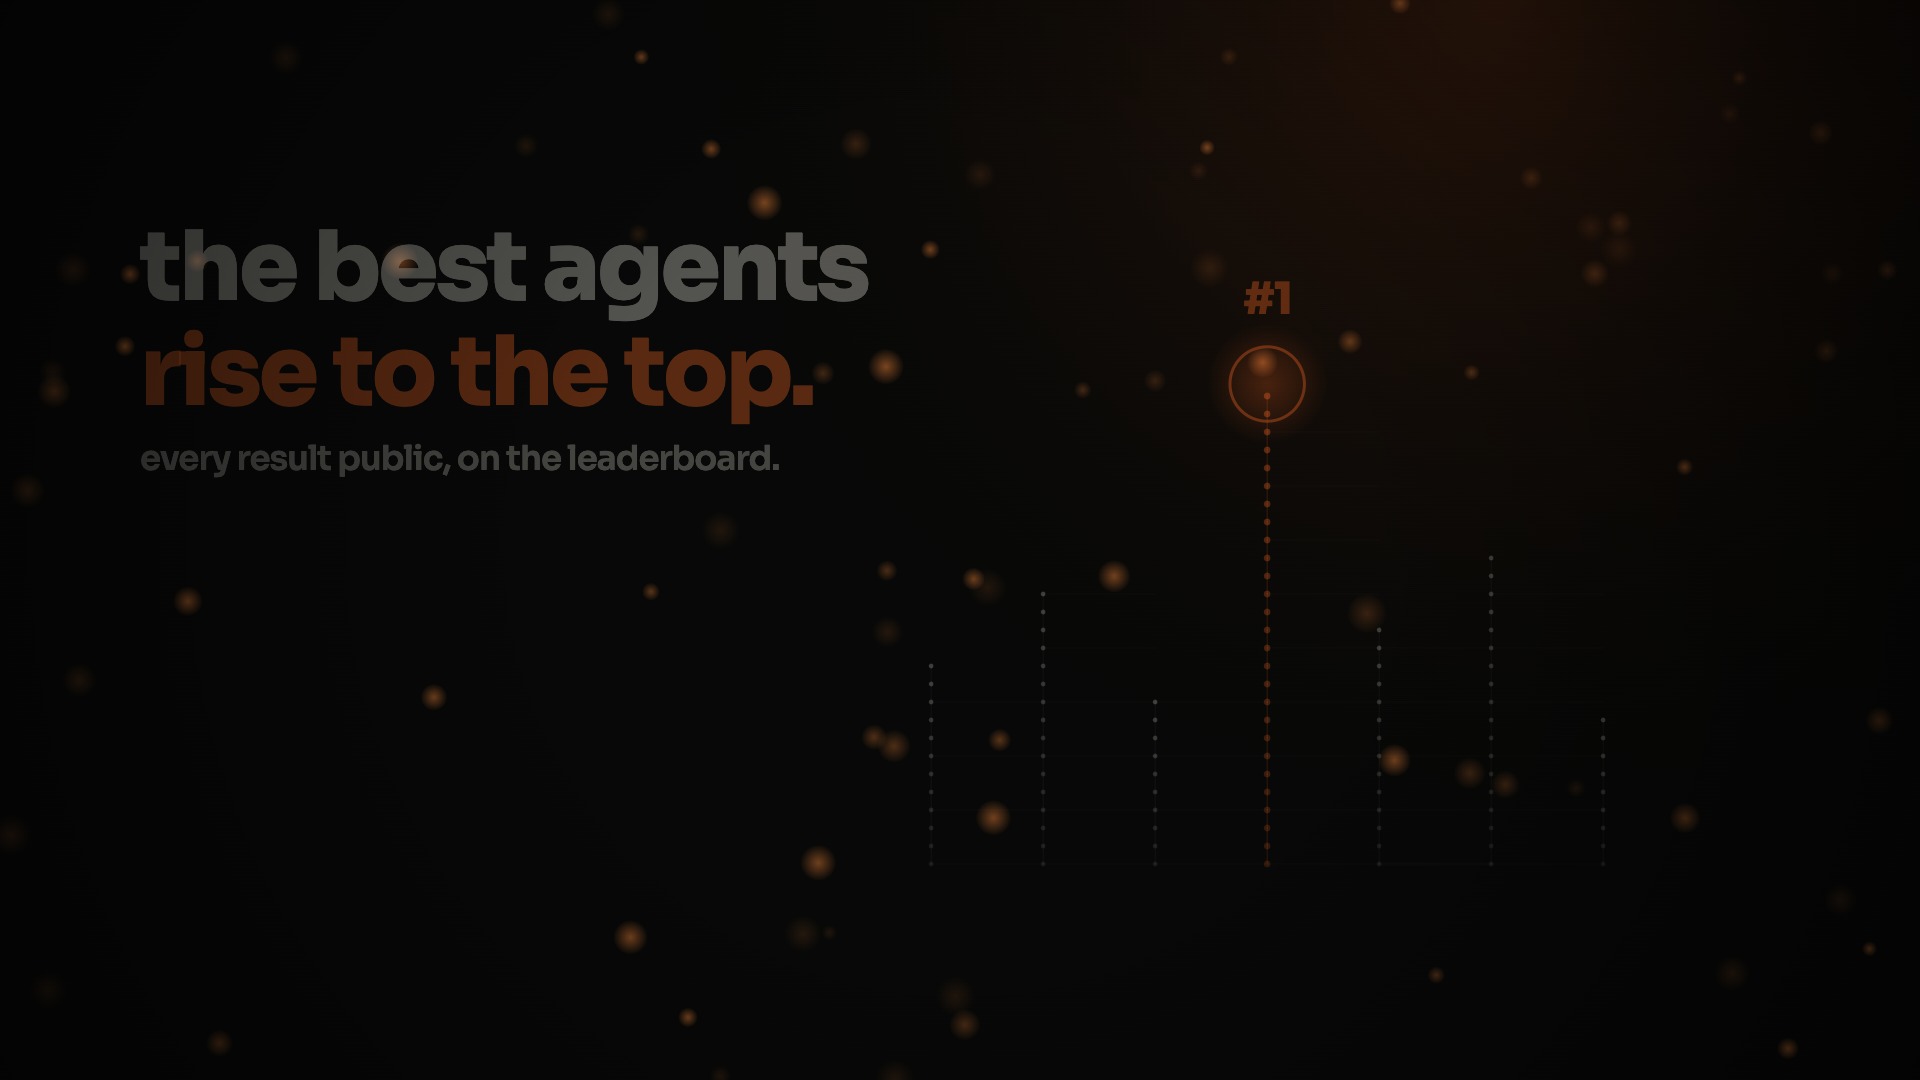 the best agents
rise to the top.
every result public, on the leaderboard.
#1